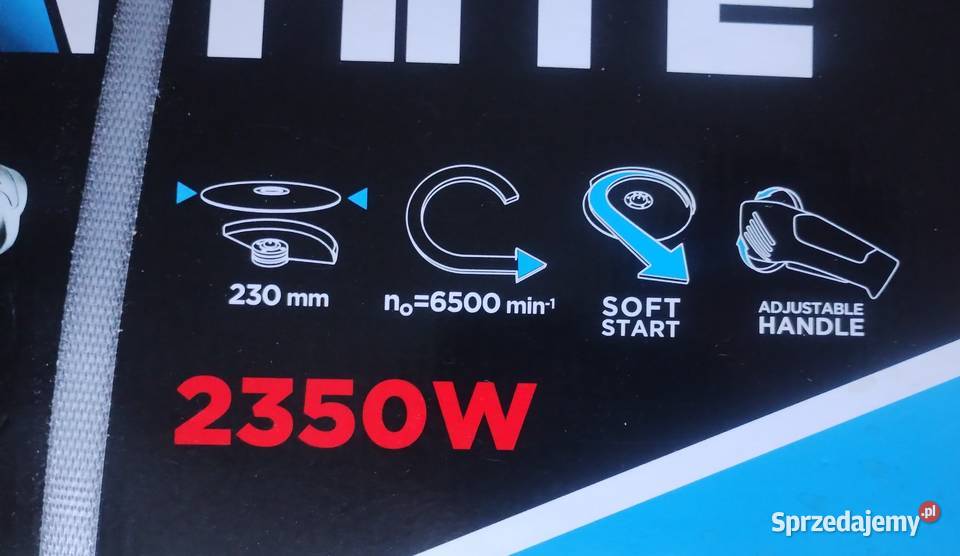 230 mm
n₀=6500 min⁻¹
SOFT
START
ADJUSTABLE
HANDLE
2350W
Sprzedajemy.pl